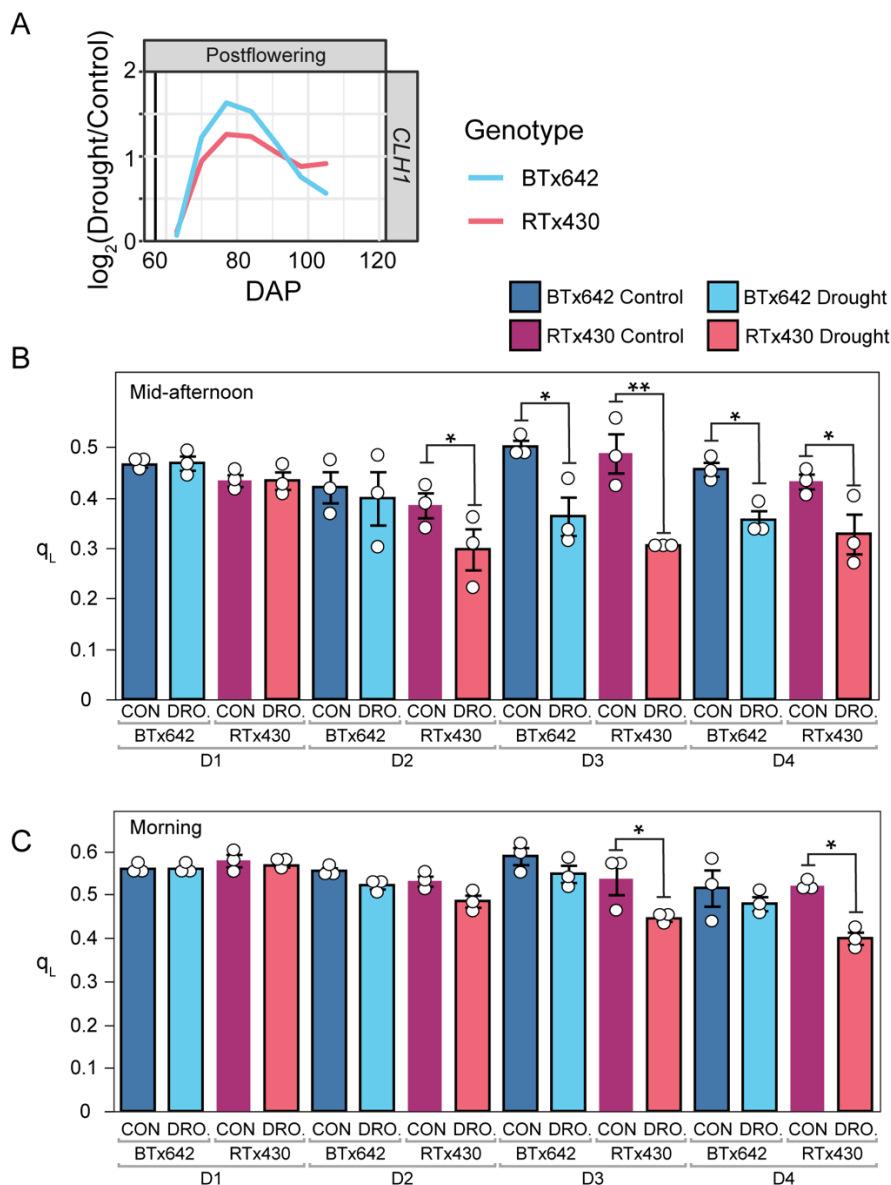 A
Postflowering
2
1
0
log2(Drought/Control)
CLH1
60 80 100 120
DAP
Genotype
BTx642
RTx430
BTx642 Control BTx642 Drought
RTx430 Control RTx430 Drought
B
Mid-afternoon
* * ** * *
0.5
0.4
0.3
0.2
0.1
0
qL
CON DRO. CON DRO. CON DRO. CON DRO. CON DRO. CON DRO. CON DRO. CON DRO.
BTx642 RTx430 BTx642 RTx430 BTx642 RTx430 BTx642 RTx430
D1 D2 D3 D4
C
Morning
* *
0.6
0.5
0.4
0.3
0.2
0.1
0
qL
CON DRO. CON DRO. CON DRO. CON DRO. CON DRO. CON DRO. CON DRO. CON DRO.
BTx642 RTx430 BTx642 RTx430 BTx642 RTx430 BTx642 RTx430
D1 D2 D3 D4